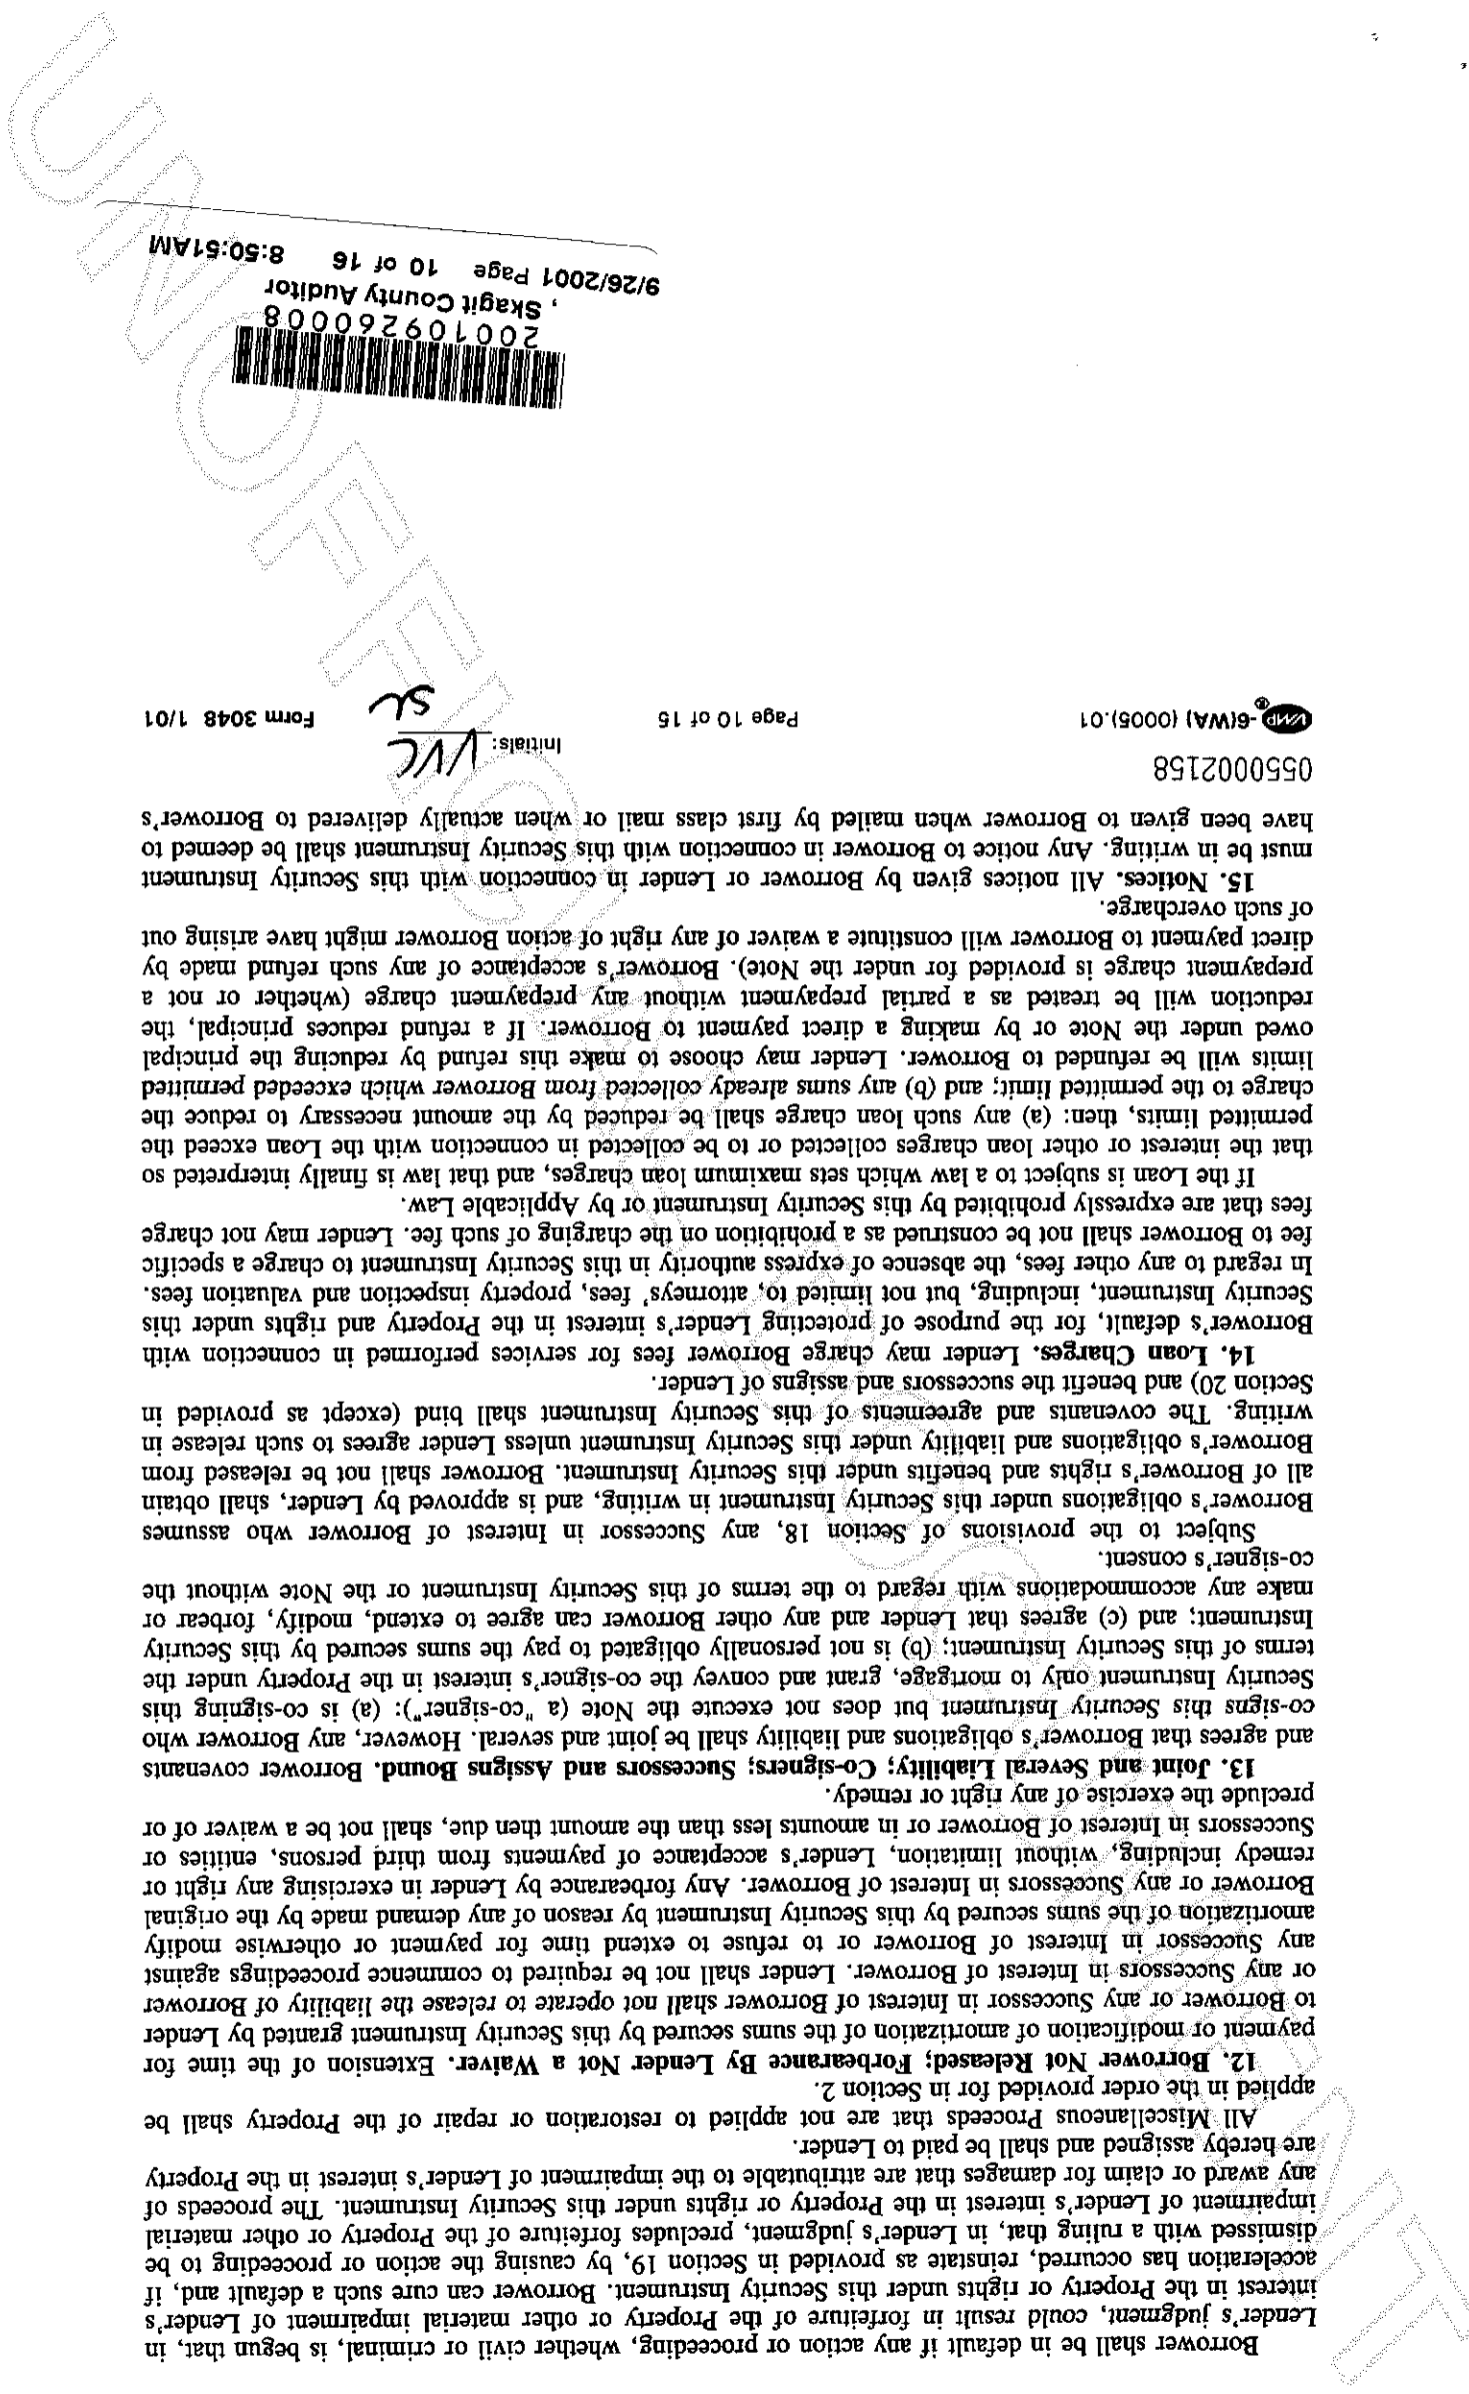 Borrower shall be in default if any action or proceeding, whether civil or criminal, is begun that, in
Lender's judgment, could result in forfeiture of the Property or other material impairment of Lender's
interest in the Property or rights under this Security Instrument. Borrower can cure such a default and, if
acceleration has occurred, reinstate as provided in Section 19, by causing the action or proceeding to be
dismissed with a ruling that, in Lender's judgment, precludes forfeiture of the Property or other material
impairment of Lender's interest in the Property or rights under this Security Instrument. The proceeds of
any award or claim for damages that are attributable to the impairment of Lender's interest in the Property
are hereby assigned and shall be paid to Lender.
All Miscellaneous Proceeds that are not applied to restoration or repair of the Property shall be
applied in the order provided for in Section 2.
12. Borrower Not Released; Forbearance By Lender Not a Waiver. Extension of the time for
payment or modification of amortization of the sums secured by this Security Instrument granted by Lender
to Borrower or any Successor in Interest of Borrower shall not operate to release the liability of Borrower
or any Successors in Interest of Borrower. Lender shall not be required to commence proceedings against
any Successor in Interest of Borrower or to refuse to extend time for payment or otherwise modify
amortization of the sums secured by this Security Instrument by reason of any demand made by the original
Borrower or any Successors in Interest of Borrower. Any forbearance by Lender in exercising any right or
remedy including, without limitation, Lender's acceptance of payments from third persons, entities or
Successors in Interest of Borrower or in amounts less than the amount then due, shall not be a waiver of or
preclude the exercise of any right or remedy.
13. Joint and Several Liability; Co-signers; Successors and Assigns Bound. Borrower covenants
and agrees that Borrower's obligations and liability shall be joint and several. However, any Borrower who
co-signs this Security Instrument but does not execute the Note (a "co-signer"): (a) is co-signing this
Security Instrument only to mortgage, grant and convey the co-signer's interest in the Property under the
terms of this Security Instrument; (b) is not personally obligated to pay the sums secured by this Security
Instrument; and (c) agrees that Lender and any other Borrower can agree to extend, modify, forbear or
make any accommodations with regard to the terms of this Security Instrument or the Note without the
co-signer's consent.
Subject to the provisions of Section 18, any Successor in Interest of Borrower who assumes
Borrower's obligations under this Security Instrument in writing, and is approved by Lender, shall obtain
all of Borrower's rights and benefits under this Security Instrument. Borrower shall not be released from
Borrower's obligations and liability under this Security Instrument unless Lender agrees to such release in
writing. The covenants and agreements of this Security Instrument shall bind (except as provided in
Section 20) and benefit the successors and assigns of Lender.
14. Loan Charges. Lender may charge Borrower fees for services performed in connection with
Borrower's default, for the purpose of protecting Lender's interest in the Property and rights under this
Security Instrument, including, but not limited to, attorneys' fees, property inspection and valuation fees.
In regard to any other fees, the absence of express authority in this Security Instrument to charge a specific
fee to Borrower shall not be construed as a prohibition on the charging of such fee. Lender may not charge
fees that are expressly prohibited by this Security Instrument or by Applicable Law.
If the Loan is subject to a law which sets maximum loan charges, and that law is finally interpreted so
that the interest or other loan charges collected or to be collected in connection with the Loan exceed the
permitted limits, then: (a) any such loan charge shall be reduced by the amount necessary to reduce the
charge to the permitted limit; and (b) any sums already collected from Borrower which exceeded permitted
limits will be refunded to Borrower. Lender may choose to make this refund by reducing the principal
owed under the Note or by making a direct payment to Borrower. If a refund reduces principal, the
reduction will be treated as a partial prepayment without any prepayment charge (whether or not a
prepayment charge is provided for under the Note). Borrower's acceptance of any such refund made by
direct payment to Borrower will constitute a waiver of any right of action Borrower might have arising out
of such overcharge.
15. Notices. All notices given by Borrower or Lender in connection with this Security Instrument
must be in writing. Any notice to Borrower in connection with this Security Instrument shall be deemed to
have been given to Borrower when mailed by first class mail or when actually delivered to Borrower's
0550002158
Initials: VVC
VMP®-6(WA) (0005).01 Page 10 of 15 SL Form 3048 1/01
200109260008
, Skagit County Auditor
9/26/2001 Page 10 of 16 8:50:51AM
UNOFFICIAL DOCUMENT